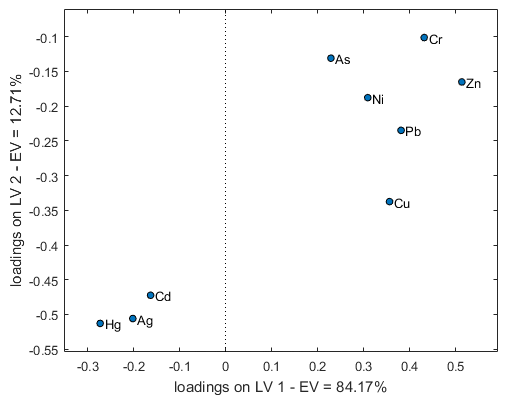 -0.1
-0.15
-0.2
-0.25
-0.3
-0.35
-0.4
-0.45
-0.5
-0.55
loadings on LV 2 - EV = 12.71%
Cr
As
Zn
Ni
Pb
Cu
Cd
Ag
Hg
-0.3 -0.2 -0.1 0 0.1 0.2 0.3 0.4 0.5
loadings on LV 1 - EV = 84.17%